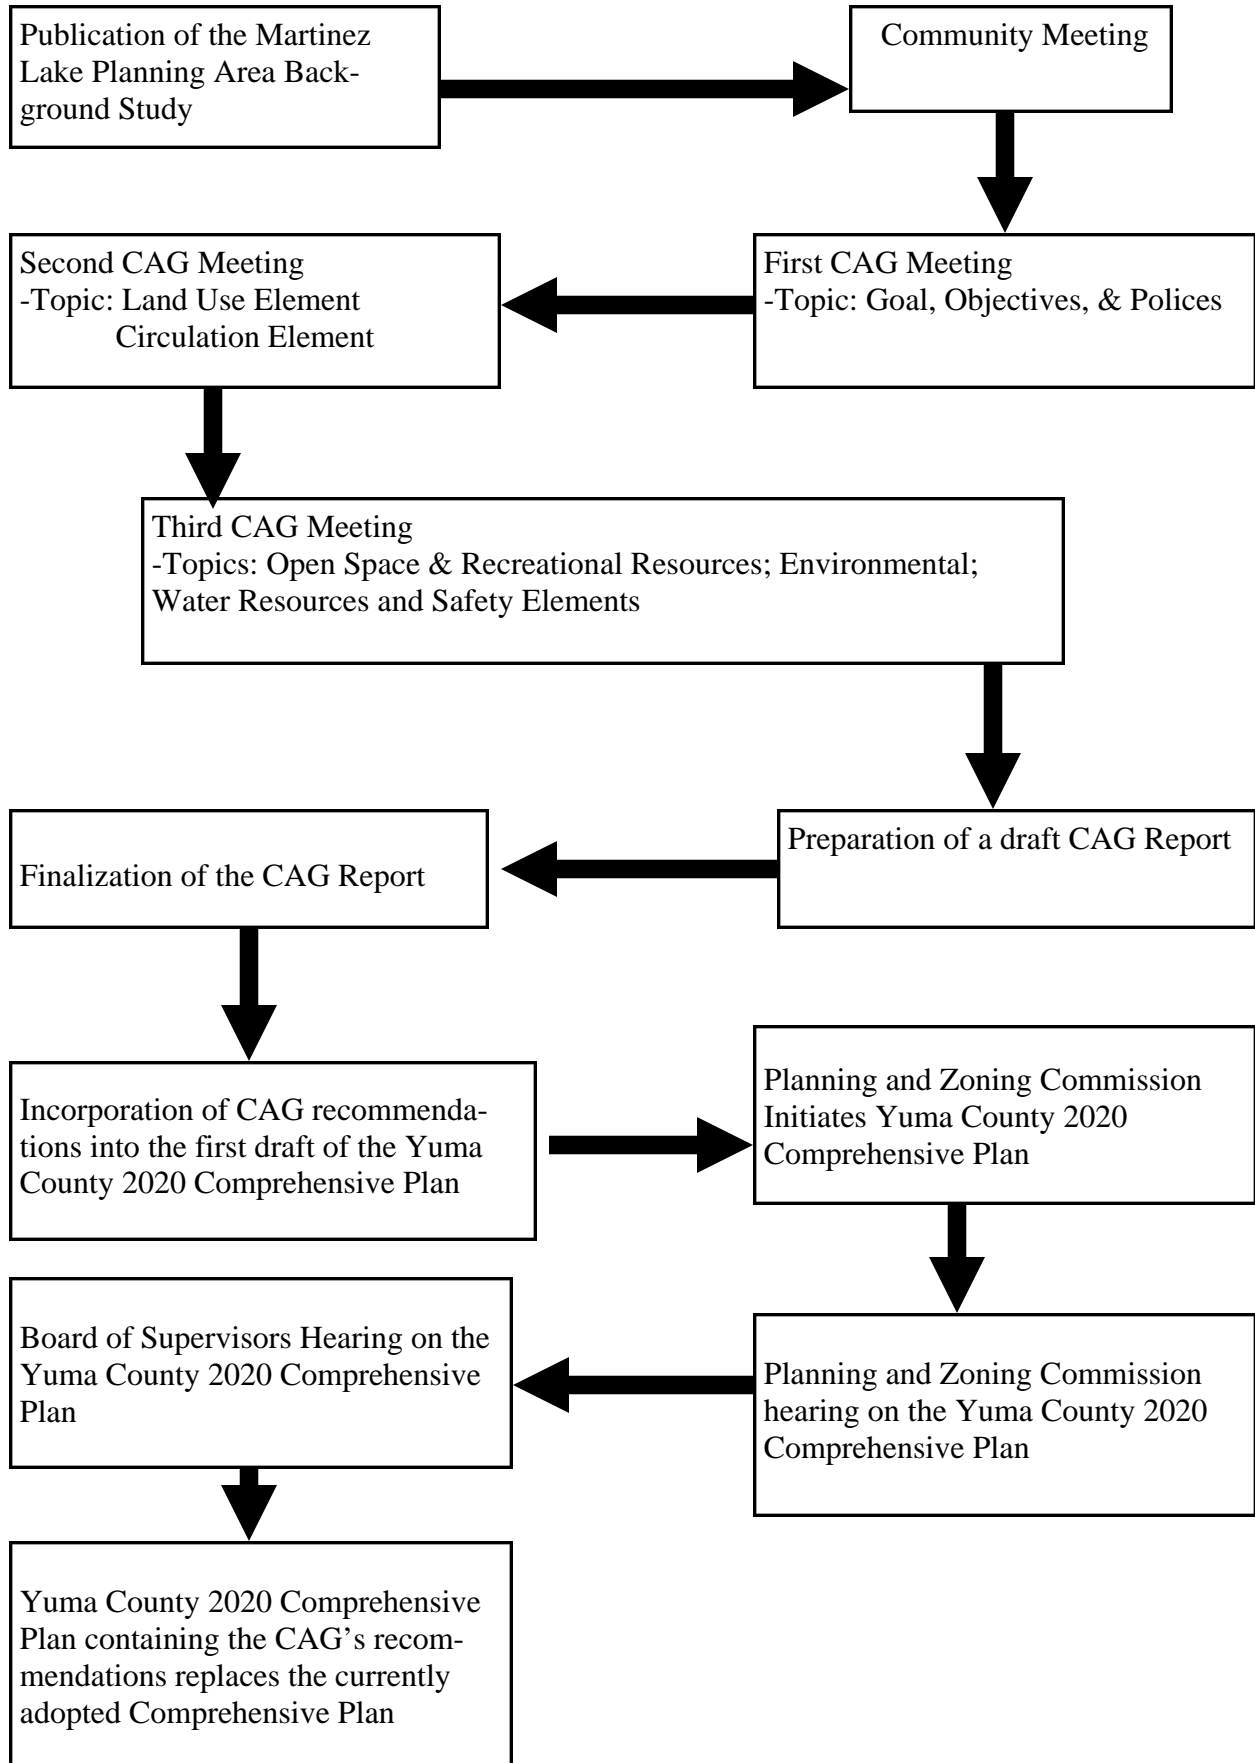 Publication of the Martinez
Lake Planning Area Back-
ground Study
Community Meeting
First CAG Meeting
-Topic: Goal, Objectives, & Polices
Second CAG Meeting
-Topic: Land Use Element
Circulation Element
Third CAG Meeting
-Topics: Open Space & Recreational Resources; Environmental;
Water Resources and Safety Elements
Preparation of a draft CAG Report
Finalization of the CAG Report
Incorporation of CAG recommenda-
tions into the first draft of the Yuma
County 2020 Comprehensive Plan
Planning and Zoning Commission
Initiates Yuma County 2020
Comprehensive Plan
Planning and Zoning Commission
hearing on the Yuma County 2020
Comprehensive Plan
Board of Supervisors Hearing on the
Yuma County 2020 Comprehensive
Plan
Yuma County 2020 Comprehensive
Plan containing the CAG’s recom-
mendations replaces the currently
adopted Comprehensive Plan